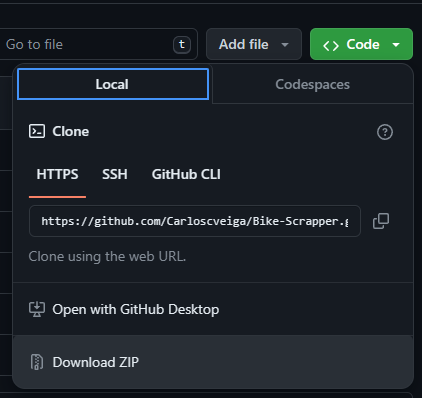 Go to file t Add file Code
Local Codespaces
Clone
HTTPS SSH GitHub CLI
https://github.com/Carloscveiga/Bike-Scrapper.g
Clone using the web URL.
Open with GitHub Desktop
Download ZIP